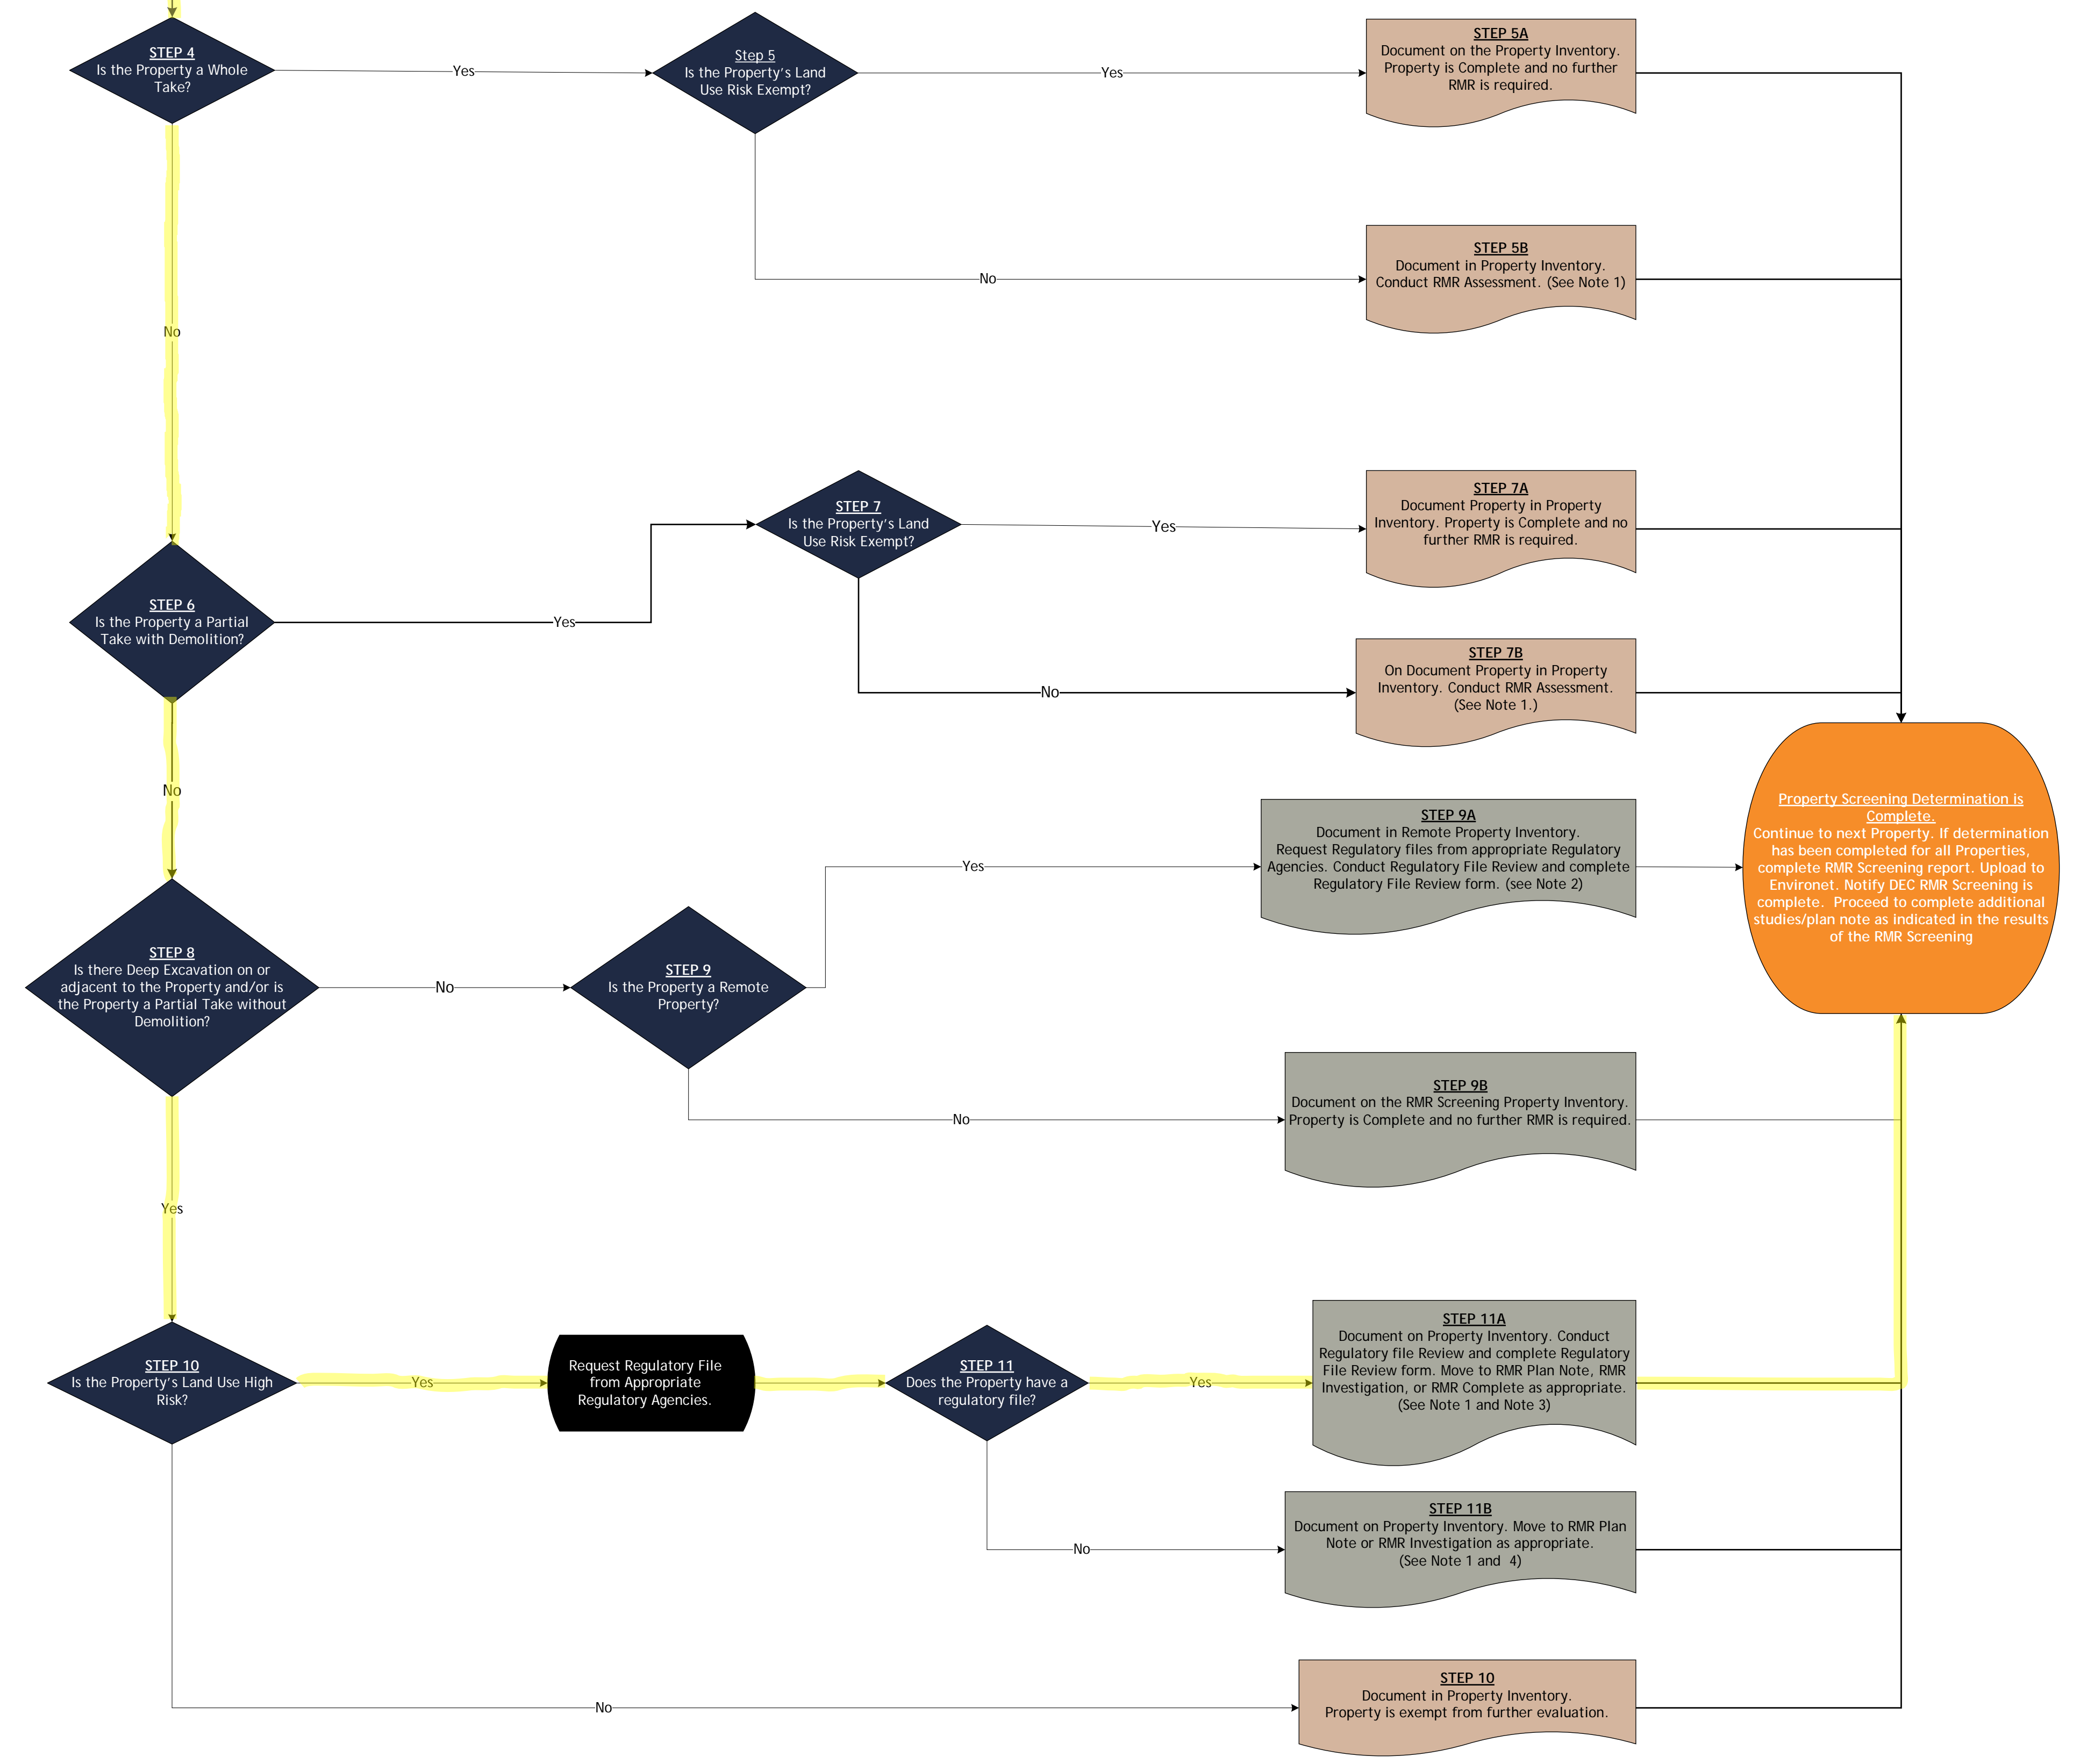 STEP 4
Is the Property a Whole
Take?
Yes
Step 5
Is the Property's Land
Use Risk Exempt?
Yes
STEP 5A
Document on the Property Inventory.
Property is Complete and no further
RMR is required.
No
STEP 5B
Document in Property Inventory.
Conduct RMR Assessment. (See Note 1)
No
STEP 6
Is the Property a Partial
Take with Demolition?
Yes
STEP 7
Is the Property's Land
Use Risk Exempt?
Yes
STEP 7A
Document Property in Property
Inventory. Property is Complete and no
further RMR is required.
No
STEP 7B
On Document Property in Property
Inventory. Conduct RMR Assessment.
(See Note 1.)
No
STEP 8
Is there Deep Excavation on or
adjacent to the Property and/or is
the Property a Partial Take without
Demolition?
No
STEP 9
Is the Property a Remote
Property?
Yes
STEP 9A
Document in Remote Property Inventory.
Request Regulatory files from appropriate Regulatory
Agencies. Conduct Regulatory File Review and complete
Regulatory File Review form. (see Note 2)
No
STEP 9B
Document on the RMR Screening Property Inventory.
Property is Complete and no further RMR is required.
Property Screening Determination is
Complete.
Continue to next Property. If determination
has been completed for all Properties,
complete RMR Screening report. Upload to
Environet. Notify DEC RMR Screening is
complete.  Proceed to complete additional
studies/plan note as indicated in the results
of the RMR Screening
Yes
STEP 10
Is the Property's Land Use High
Risk?
Yes
Request Regulatory File
from Appropriate
Regulatory Agencies.
STEP 11
Does the Property have a
regulatory file?
Yes
STEP 11A
Document on Property Inventory. Conduct
Regulatory file Review and complete Regulatory
File Review form. Move to RMR Plan Note, RMR
Investigation, or RMR Complete as appropriate.
(See Note 1 and Note 3)
No
STEP 11B
Document on Property Inventory. Move to RMR Plan
Note or RMR Investigation as appropriate.
(See Note 1 and  4)
No
STEP 10
Document in Property Inventory.
Property is exempt from further evaluation.